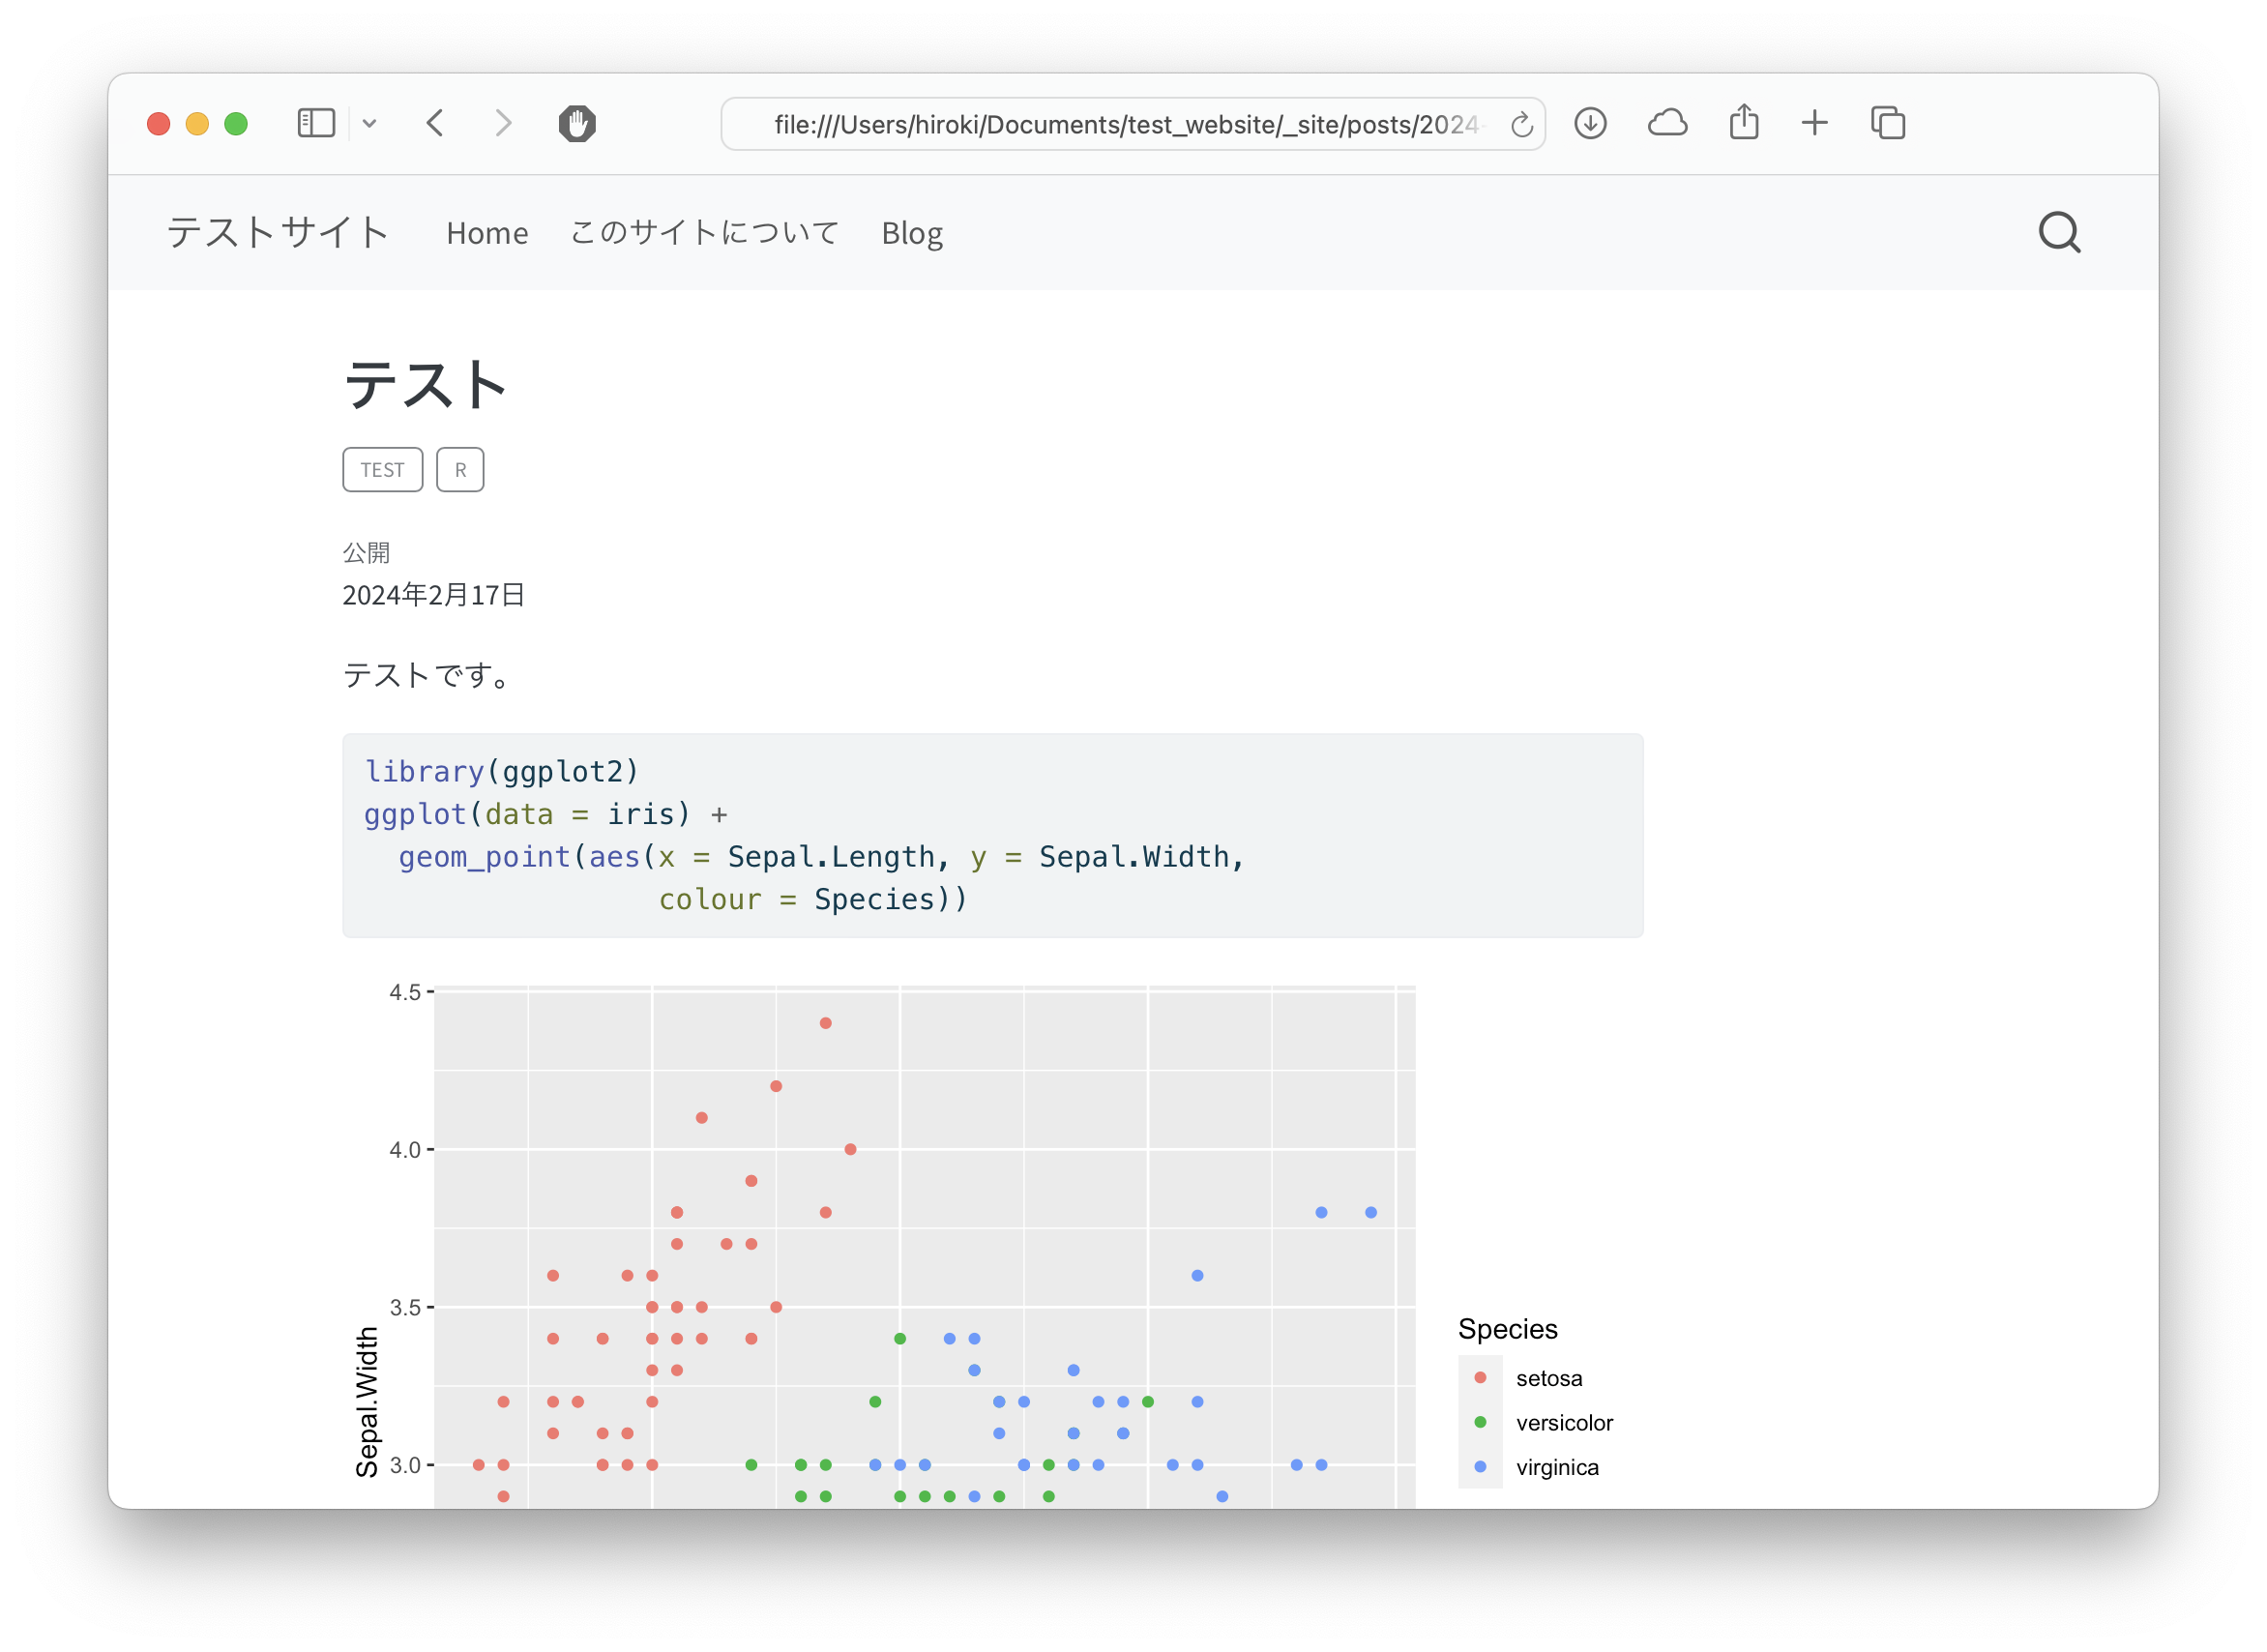 file:///Users/hiroki/Documents/test_website/_site/posts/2024
テストサイト Home このサイトについて Blog
テスト
TEST R
公開
2024年2月17日
テストです。
library(ggplot2)
ggplot(data = iris) +
  geom_point(aes(x = Sepal.Length, y = Sepal.Width,
                 colour = Species))
4.5
4.0
3.5
3.0
Sepal.Width
Species
setosa
versicolor
virginica